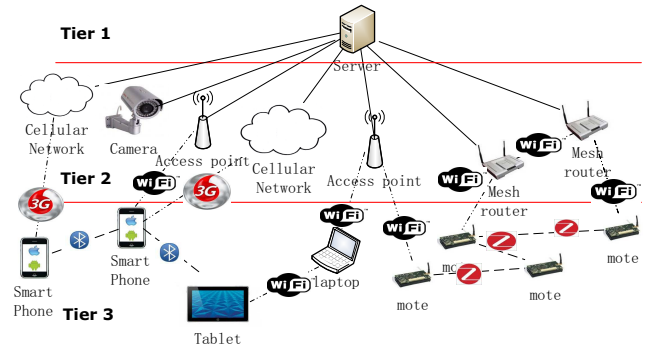 Tier 1
Server
Cellular
Network
Camera
Access point
Cellular
Network
Access point
Mesh
router
Mesh
router
WiFi
WiFi
WiFi
WiFi
Tier 2
3G
3G
WiFi
WiFi
Smart
Phone
Smart
Phone
WiFi
laptop
mote
mote
mote
Tier 3
Tablet